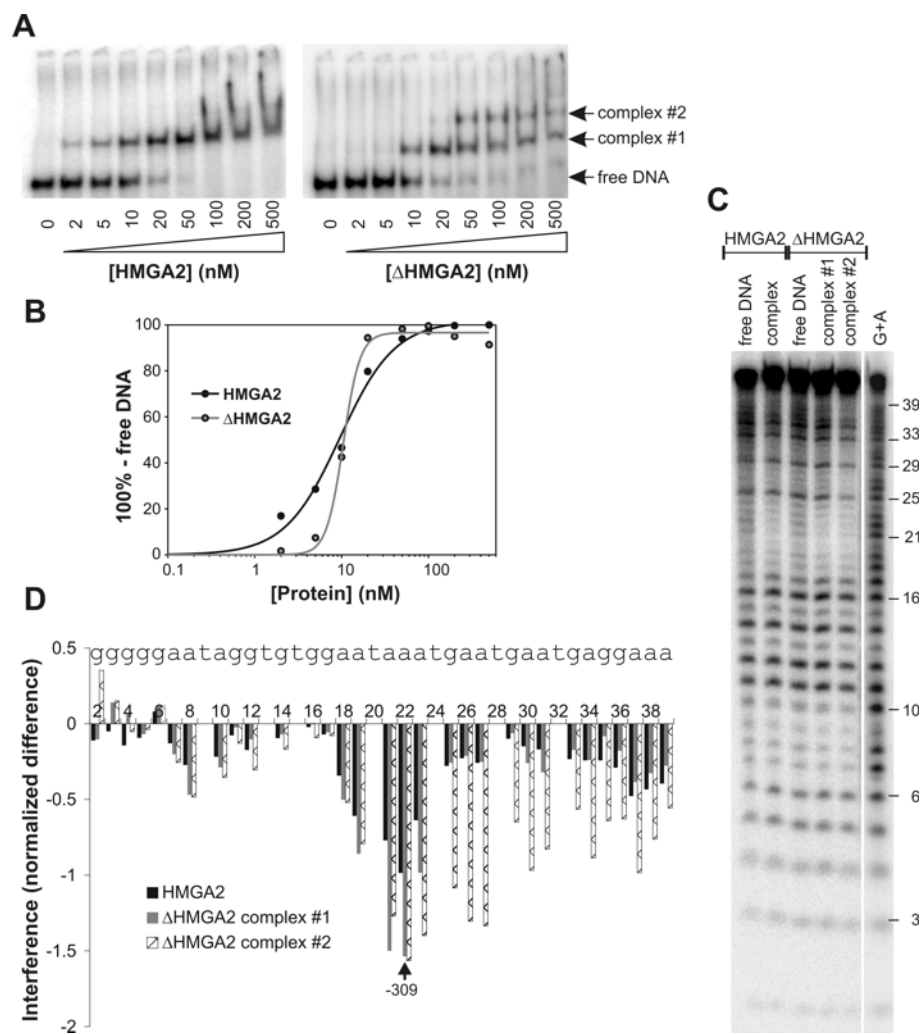 A
complex #2
complex #1
free DNA
0 2 5 10 20 50 100 200 500
0 2 5 10 20 50 100 200 500
[HMGA2] (nM)
[ΔHMGA2] (nM)
B
100% - free DNA
100
80
60
40
20
0
HMGA2
ΔHMGA2
0.1 1 10 100
[Protein] (nM)
C
HMGA2 ΔHMGA2
free DNA
complex
free DNA
complex #1
complex #2
G+A
39
33
29
25
21
16
10
6
3
D
Interference (normalized difference)
0.5
0
-0.5
-1
-1.5
-2
gggggaataggtgtggaataaatgaatgaatgaggaaa
2 4 6 8 10 12 14 16 18 20 22 24 26 28 30 32 34 36 38
HMGA2
ΔHMGA2 complex #1
ΔHMGA2 complex #2
-309